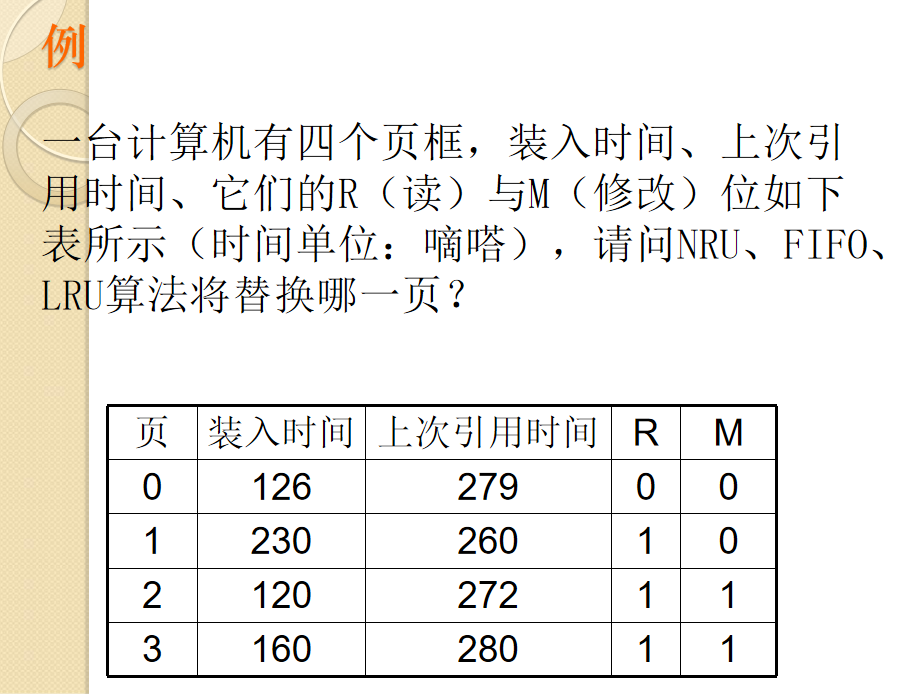 例
一台计算机有四个页框，装入时间、上次引
用时间、它们的R（读）与M（修改）位如下
表所示（时间单位：嘀嗒），请问NRU、FIFO、
LRU算法将替换哪一页？
页 装入时间 上次引用时间 R M
0 126 279 0 0
1 230 260 1 0
2 120 272 1 1
3 160 280 1 1